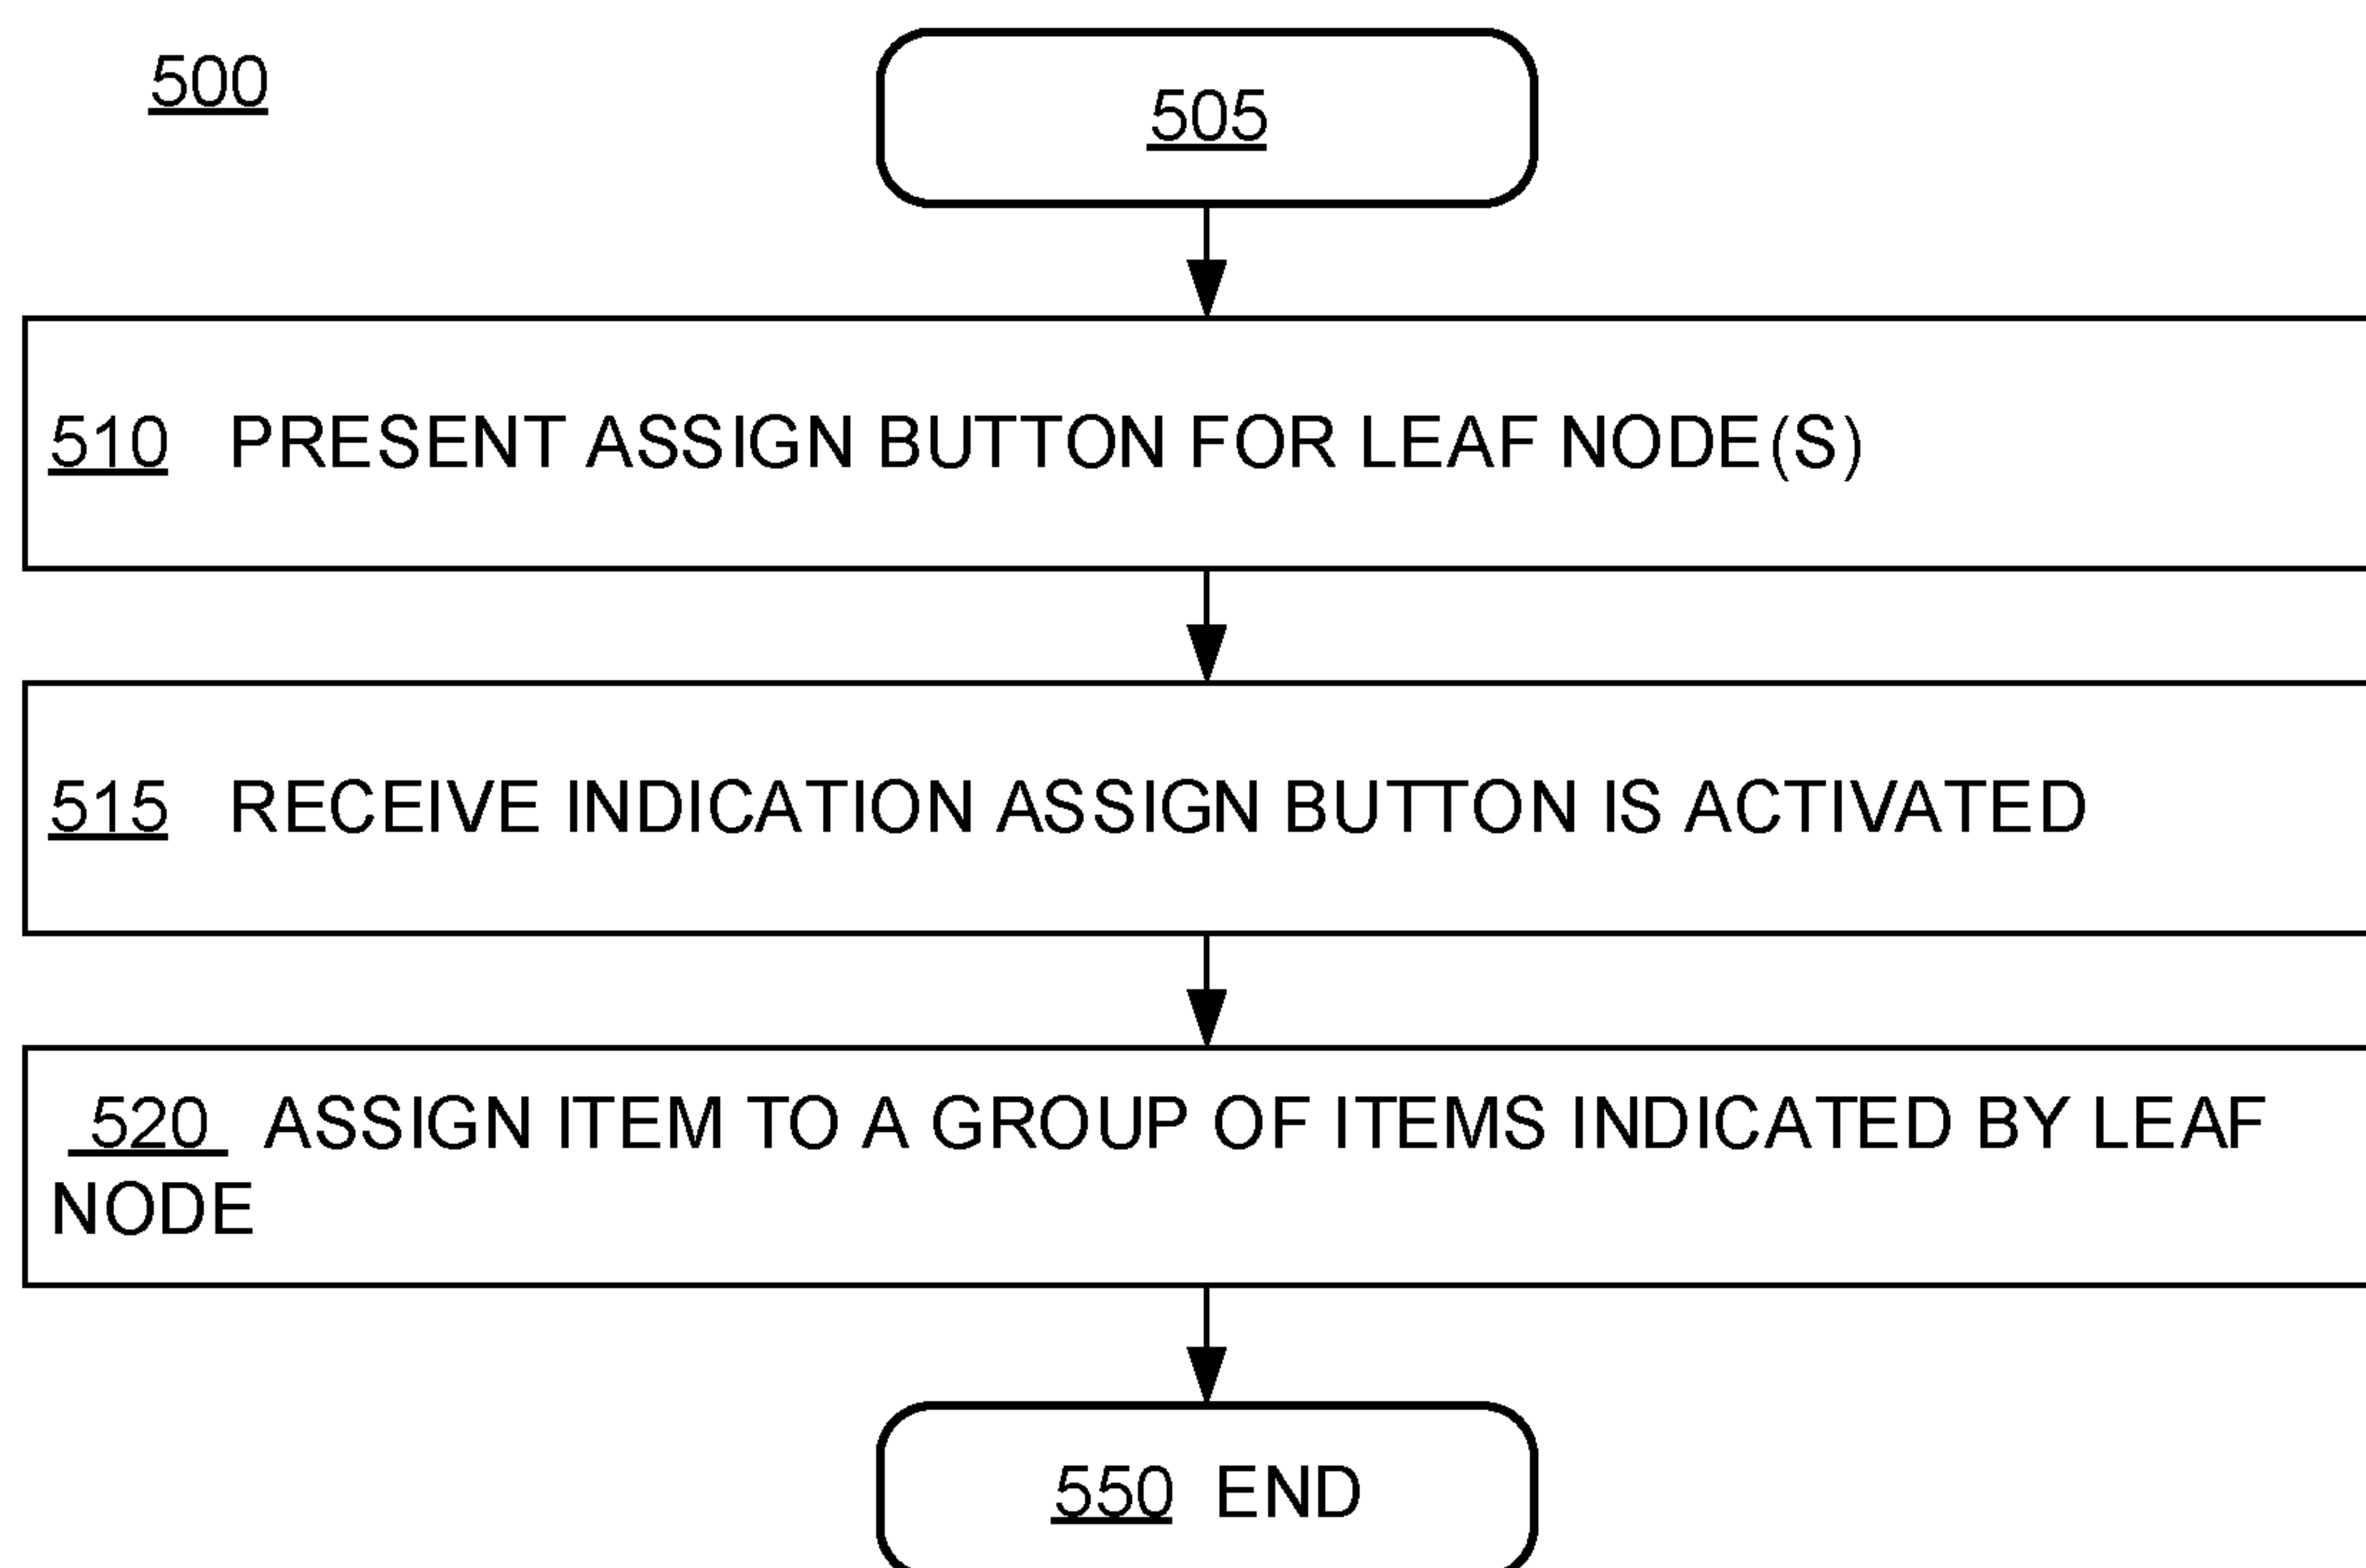 500
505
510 PRESENT ASSIGN BUTTON FOR LEAF NODE(S)
515 RECEIVE INDICATION ASSIGN BUTTON IS ACTIVATED
520 ASSIGN ITEM TO A GROUP OF ITEMS INDICATED BY LEAF
NODE
550 END